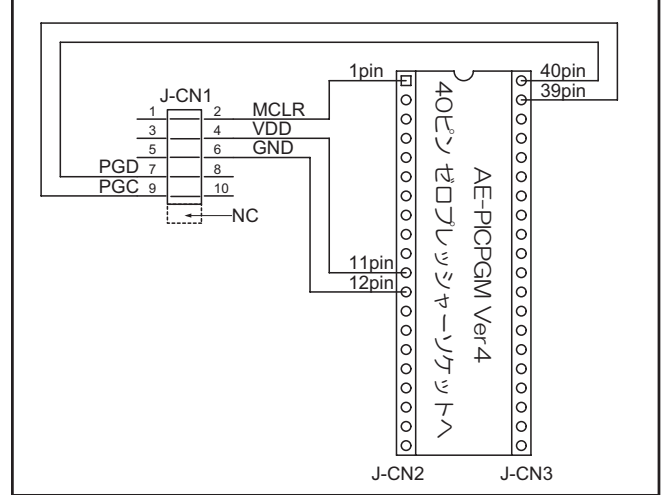 1pin
40pin
39pin
J-CN1
1
2
MCLR
3
4
VDD
5
6
GND
PGD
7
8
PGC
9
10
NC
11pin
12pin
AE-PICPGM Ver4
40ピン ゼロプレッシャーソケットへ
J-CN2
J-CN3